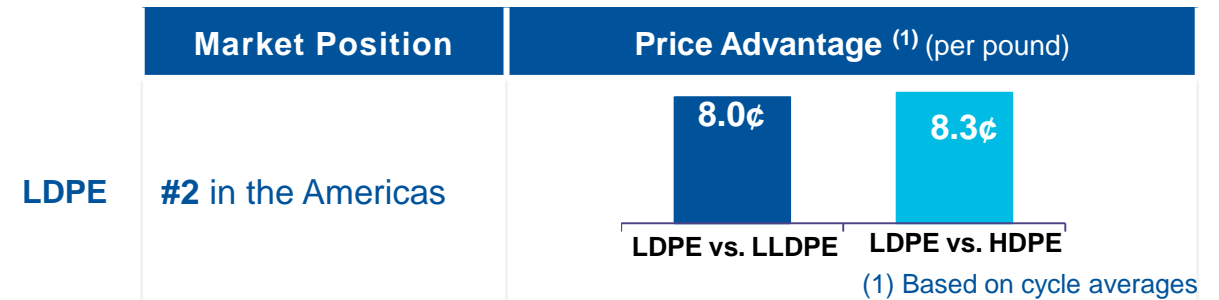 Market Position
Price Advantage (1) (per pound)
LDPE
#2 in the Americas
8.0¢
8.3¢
LDPE vs. LLDPE
LDPE vs. HDPE
(1) Based on cycle averages